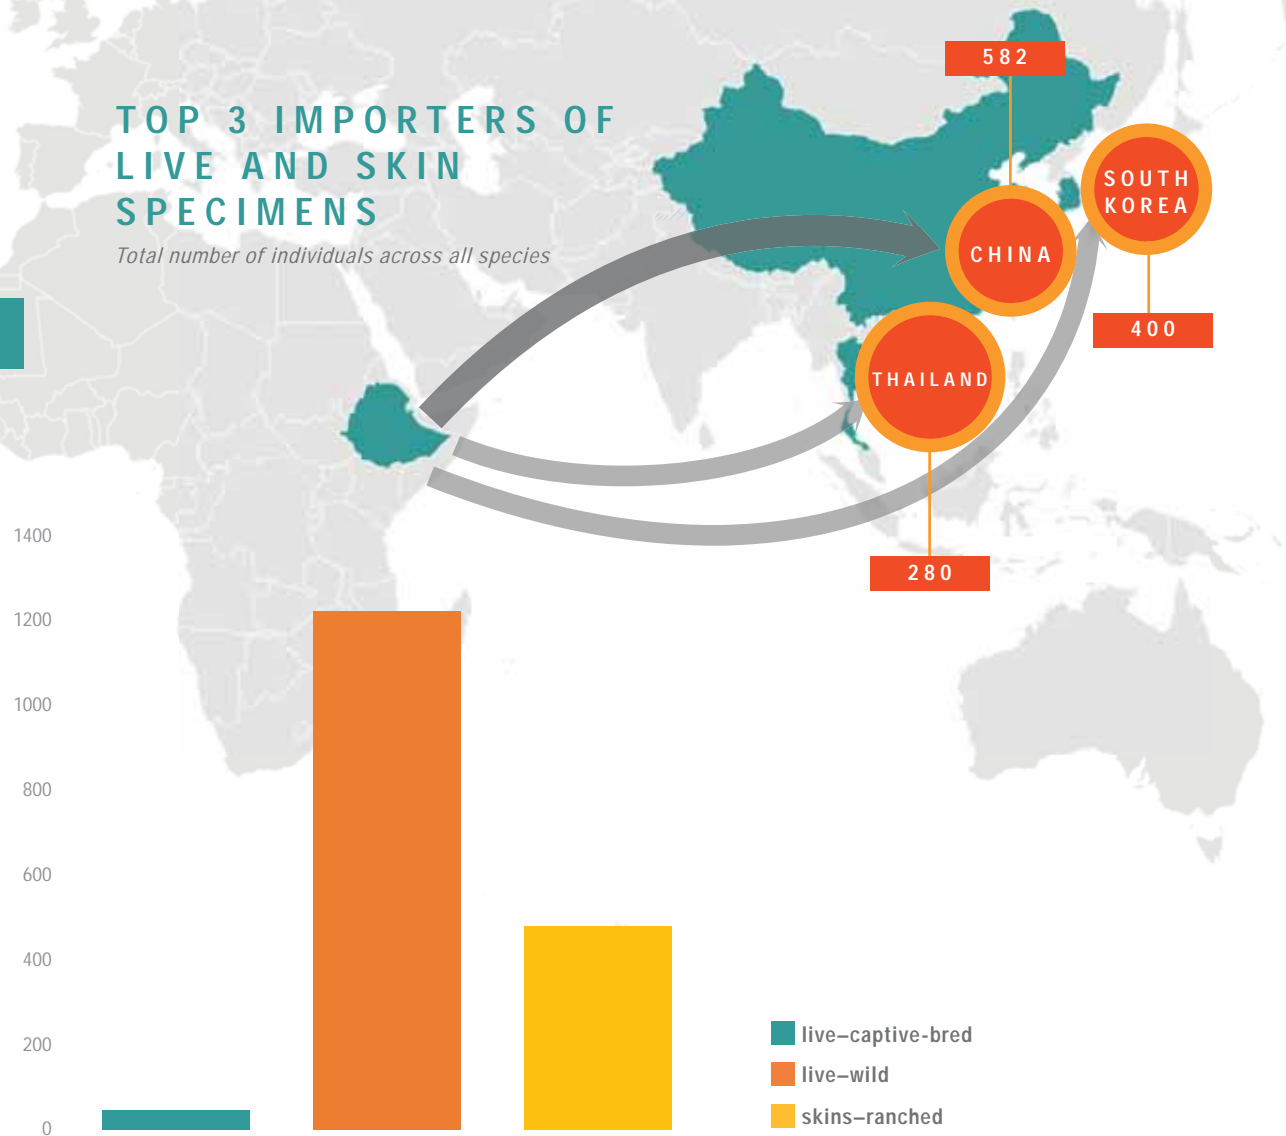 582
TOP 3 IMPORTERS OF
LIVE AND SKIN
SPECIMENS
Total number of individuals across all species
SOUTH
KOREA
CHINA
400
THAILAND
280
1400
1200
1000
800
600
400
200
0
live–captive-bred
live–wild
skins–ranched